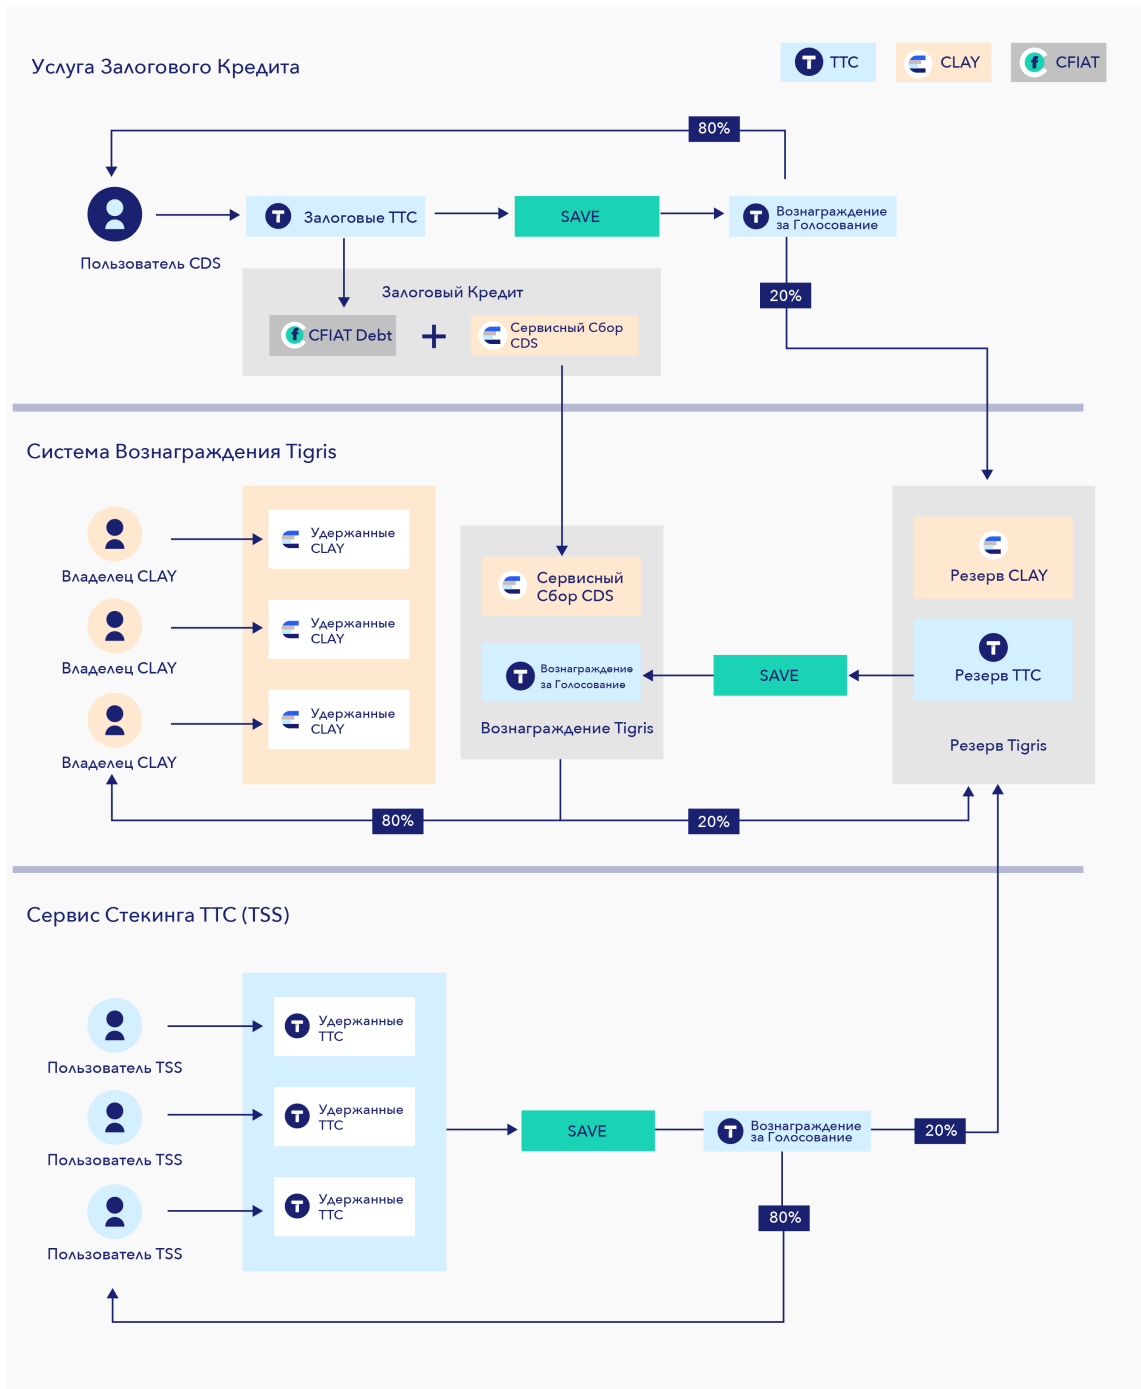 Услуга Залогового Кредита
TTC
CLAY
CFIAT
80%
Залоговые TTC
SAVE
Вознаграждение
за Голосование
Пользователь CDS
20%
Залоговый Кредит
CFIAT Debt
+
Сервисный Сбор
CDS
Система Вознаграждения Tigris
Удержанные
CLAY
Владелец CLAY
Удержанные
CLAY
Владелец CLAY
Удержанные
CLAY
Владелец CLAY
Сервисный
Сбор CDS
Вознаграждение
за Голосование
Вознаграждение Tigris
SAVE
Резерв CLAY
Резерв TTC
Резерв Tigris
80%
20%
Сервис Стекинга TTC (TSS)
Удержанные
TTC
Пользователь TSS
Удержанные
TTC
Пользователь TSS
Удержанные
TTC
Пользователь TSS
SAVE
Вознаграждение
за Голосование
20%
80%